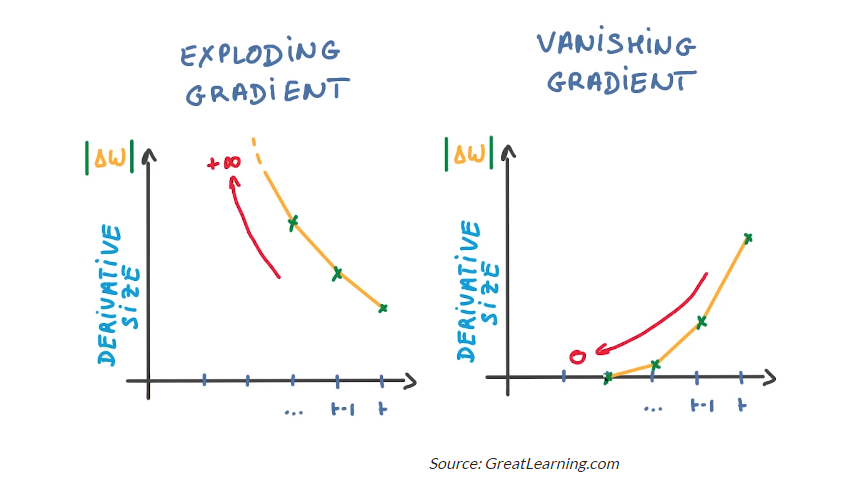 EXPLODING
GRADIENT
|ΔW|
+∞
DERIVATIVE
SIZE
... t-1 t
VANISHING
GRADIENT
|ΔW|
DERIVATIVE
SIZE
0
... t-1 t
Source: GreatLearning.com